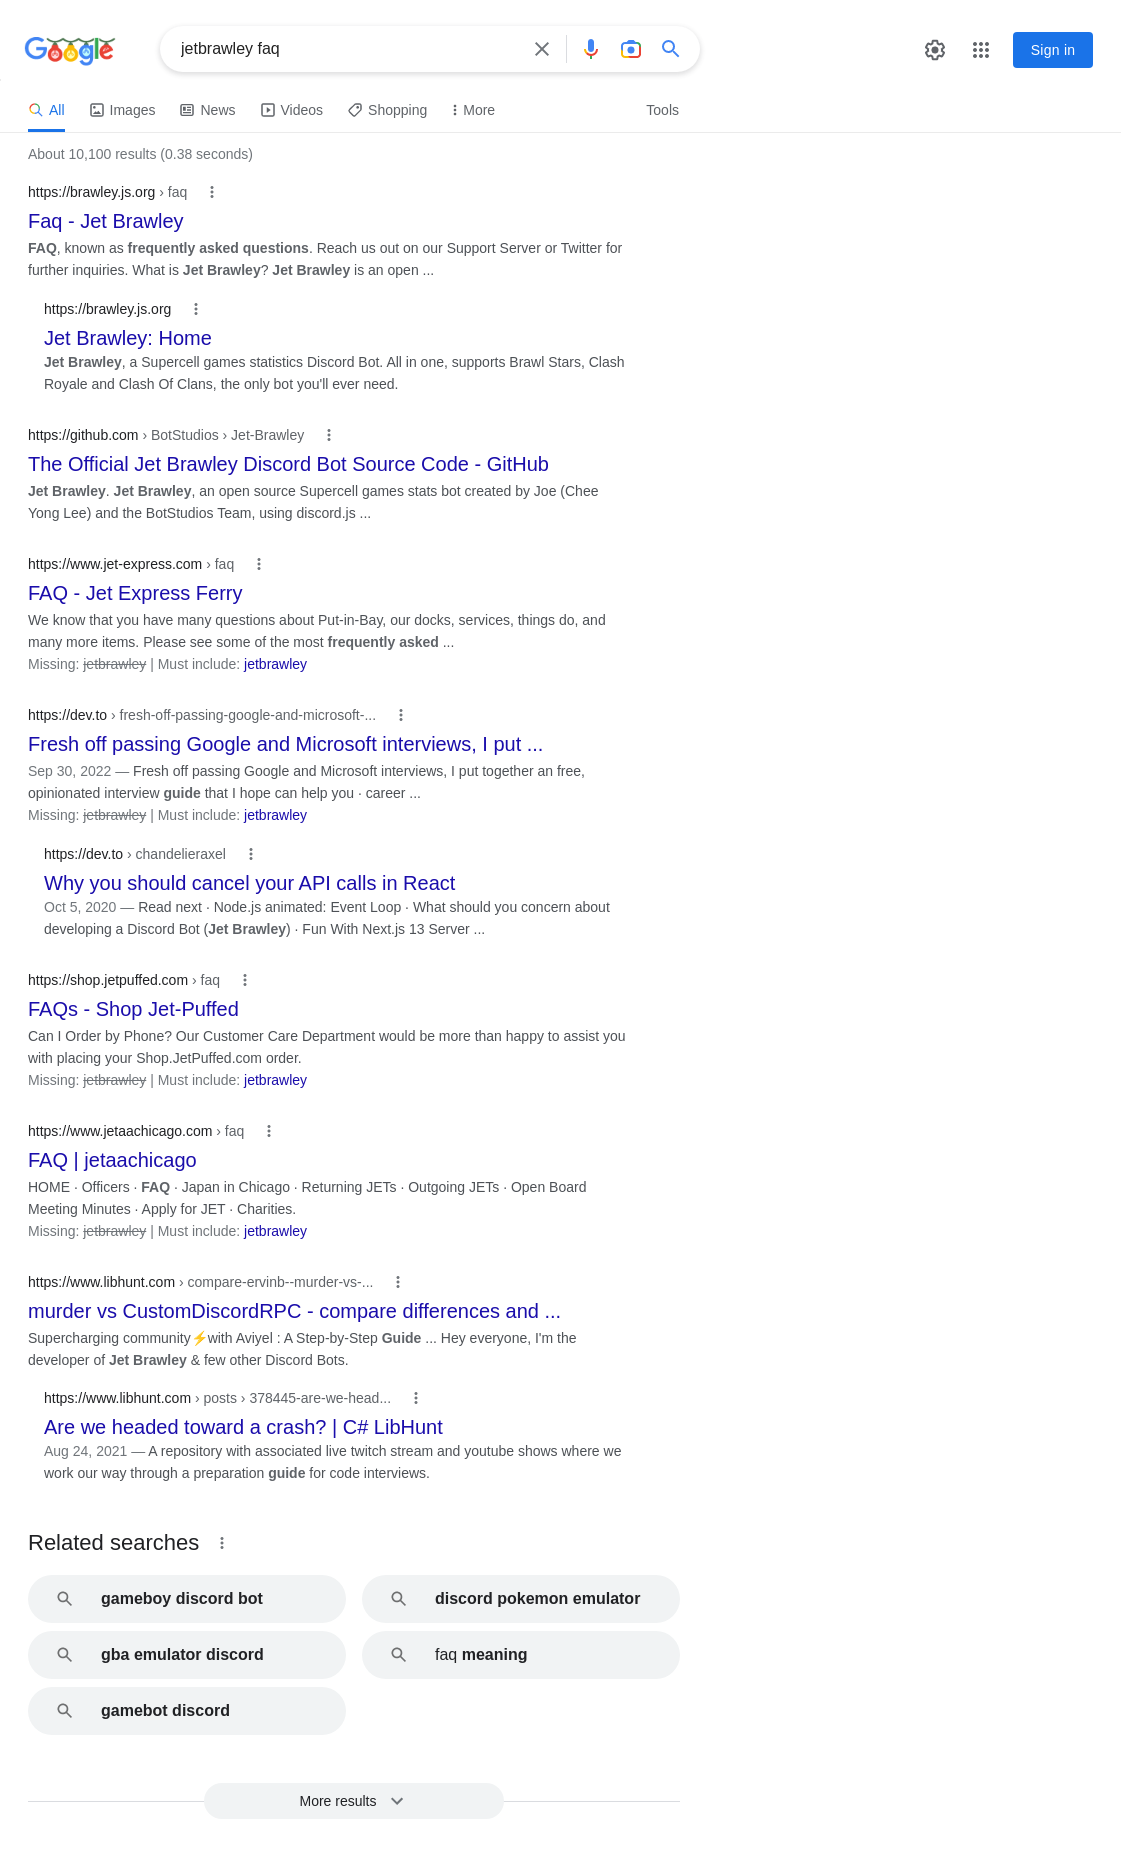 Google
jetbrawley faq
Sign in
All Images News Videos Shopping More Tools
About 10,100 results (0.38 seconds)
https://brawley.js.org › faq
Faq - Jet Brawley
FAQ, known as frequently asked questions. Reach us out on our Support Server or Twitter for
further inquiries. What is Jet Brawley? Jet Brawley is an open ...
https://brawley.js.org
Jet Brawley: Home
Jet Brawley, a Supercell games statistics Discord Bot. All in one, supports Brawl Stars, Clash
Royale and Clash Of Clans, the only bot you'll ever need.
https://github.com › BotStudios › Jet-Brawley
The Official Jet Brawley Discord Bot Source Code - GitHub
Jet Brawley. Jet Brawley, an open source Supercell games stats bot created by Joe (Chee
Yong Lee) and the BotStudios Team, using discord.js ...
https://www.jet-express.com › faq
FAQ - Jet Express Ferry
We know that you have many questions about Put-in-Bay, our docks, services, things do, and
many more items. Please see some of the most frequently asked ...
Missing: jetbrawley | Must include: jetbrawley
https://dev.to › fresh-off-passing-google-and-microsoft-...
Fresh off passing Google and Microsoft interviews, I put ...
Sep 30, 2022 — Fresh off passing Google and Microsoft interviews, I put together an free,
opinionated interview guide that I hope can help you · career ...
Missing: jetbrawley | Must include: jetbrawley
https://dev.to › chandelieraxel
Why you should cancel your API calls in React
Oct 5, 2020 — Read next · Node.js animated: Event Loop · What should you concern about
developing a Discord Bot (Jet Brawley) · Fun With Next.js 13 Server ...
https://shop.jetpuffed.com › faq
FAQs - Shop Jet-Puffed
Can I Order by Phone? Our Customer Care Department would be more than happy to assist you
with placing your Shop.JetPuffed.com order.
Missing: jetbrawley | Must include: jetbrawley
https://www.jetaachicago.com › faq
FAQ | jetaachicago
HOME · Officers · FAQ · Japan in Chicago · Returning JETs · Outgoing JETs · Open Board
Meeting Minutes · Apply for JET · Charities.
Missing: jetbrawley | Must include: jetbrawley
https://www.libhunt.com › compare-ervinb--murder-vs-...
murder vs CustomDiscordRPC - compare differences and ...
Supercharging community⚡with Aviyel : A Step-by-Step Guide ... Hey everyone, I'm the
developer of Jet Brawley & few other Discord Bots.
https://www.libhunt.com › posts › 378445-are-we-head...
Are we headed toward a crash? | C# LibHunt
Aug 24, 2021 — A repository with associated live twitch stream and youtube shows where we
work our way through a preparation guide for code interviews.
Related searches
gameboy discord bot
discord pokemon emulator
gba emulator discord
faq meaning
gamebot discord
More results